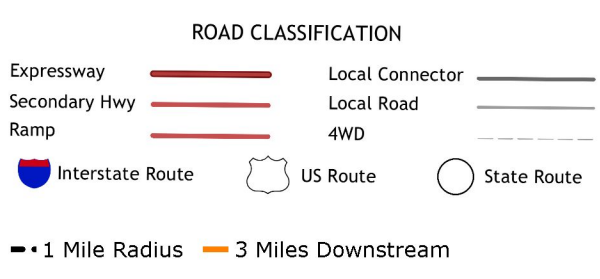 ROAD CLASSIFICATION
Expressway
Local Connector
Secondary Hwy
Local Road
Ramp
4WD
Interstate Route
US Route
State Route
1 Mile Radius
3 Miles Downstream